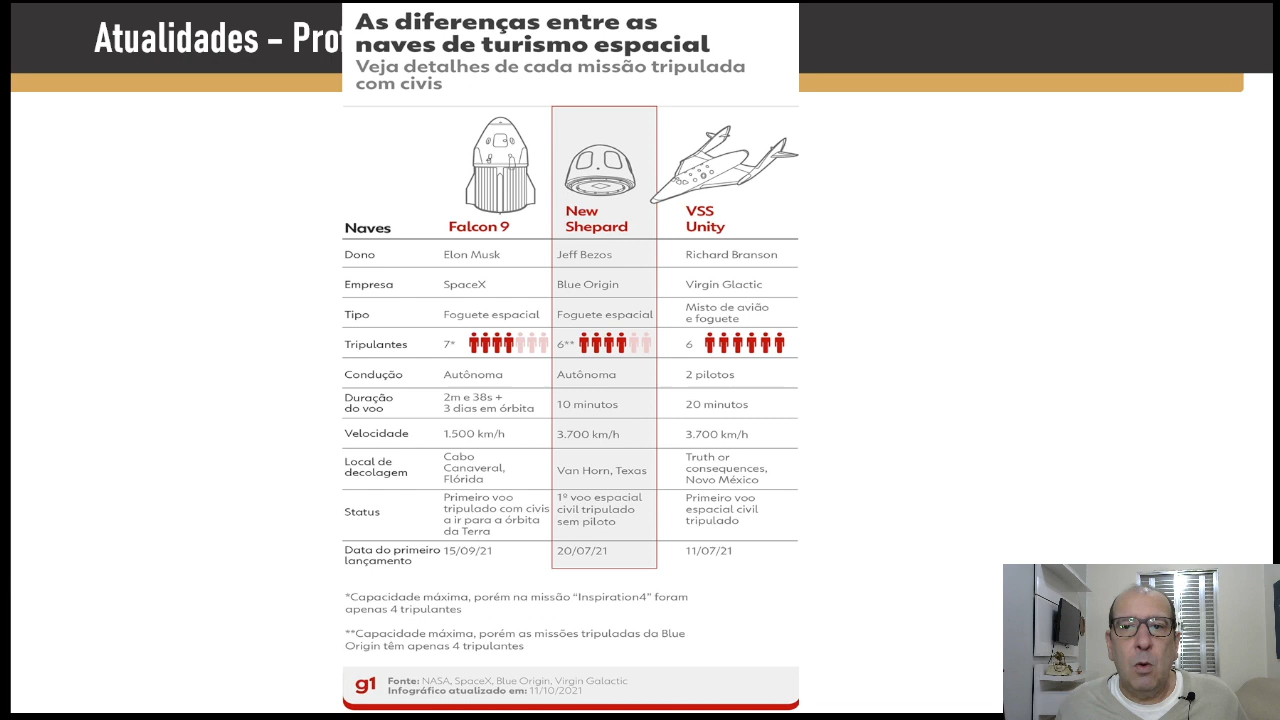 Atualidades – Prof
As diferenças entre as
naves de turismo espacial
Veja detalhes de cada missão tripulada
com civis
Naves
Falcon 9
New
Shepard
VSS
Unity
Dono
Elon Musk
Jeff Bezos
Richard Branson
Empresa
SpaceX
Blue Origin
Virgin Glactic
Tipo
Foguete espacial
Foguete espacial
Misto de avião
e foguete
Tripulantes
7*
6**
6
Condução
Autônoma
Autônoma
2 pilotos
Duração
do voo
2m e 38s +
3 dias em órbita
10 minutos
20 minutos
Velocidade
1.500 km/h
3.700 km/h
3.700 km/h
Local de
decolagem
Cabo
Canaveral,
Flórida
Van Horn, Texas
Truth or
consequences,
Novo México
Status
Primeiro voo
tripulado com civis
a ir para a órbita
da Terra
1º voo espacial
civil tripulado
sem piloto
Primeiro voo
espacial civil
tripulado
Data do primeiro
lançamento
15/09/21
20/07/21
11/07/21
*Capacidade máxima, porém na missão “Inspiration4” foram
apenas 4 tripulantes
**Capacidade máxima, porém as missões tripuladas da Blue
Origin têm apenas 4 tripulantes
g1
Fonte: NASA, SpaceX, Blue Origin, Virgin Galactic
Infográfico atualizado em: 11/10/2021